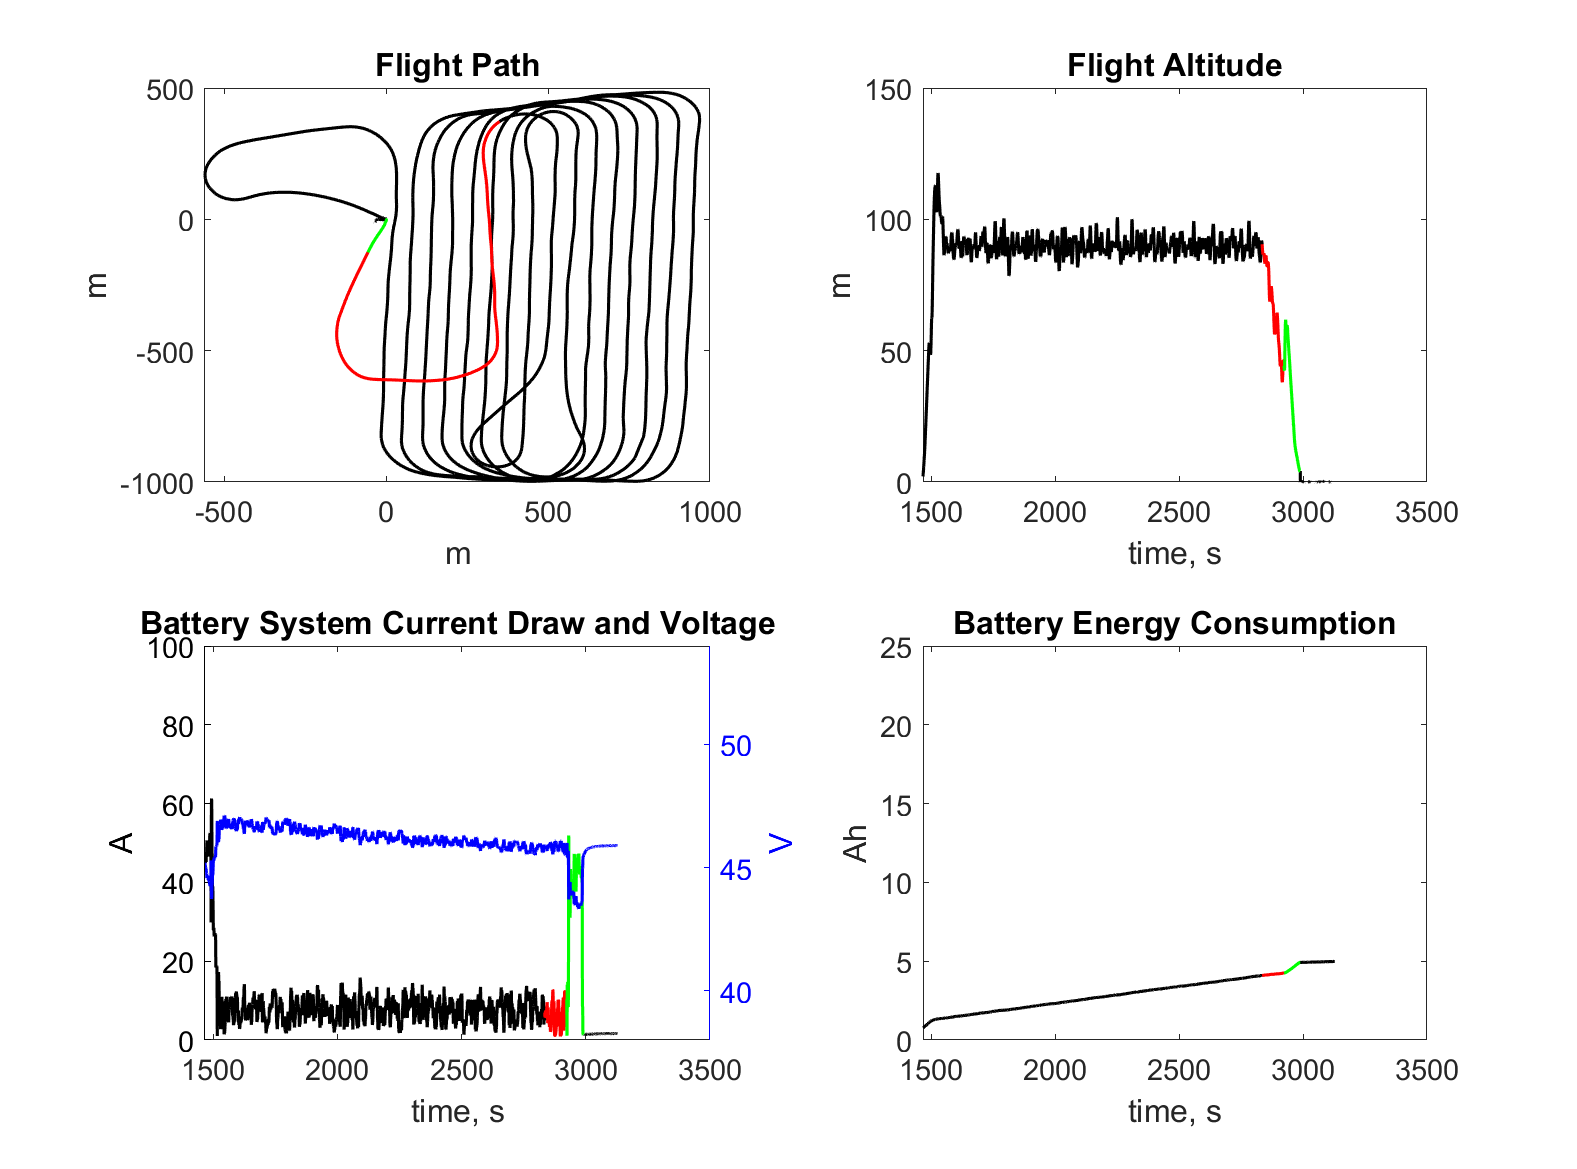 Flight Path
500
0
-500
-1000
m
-500 0 500 1000
m
Flight Altitude
150
100
50
0
m
1500 2000 2500 3000 3500
time, s
Battery System Current Draw and Voltage
100
80
60
40
20
0
A
50
45
40
V
1500 2000 2500 3000 3500
time, s
Battery Energy Consumption
25
20
15
10
5
0
Ah
1500 2000 2500 3000 3500
time, s